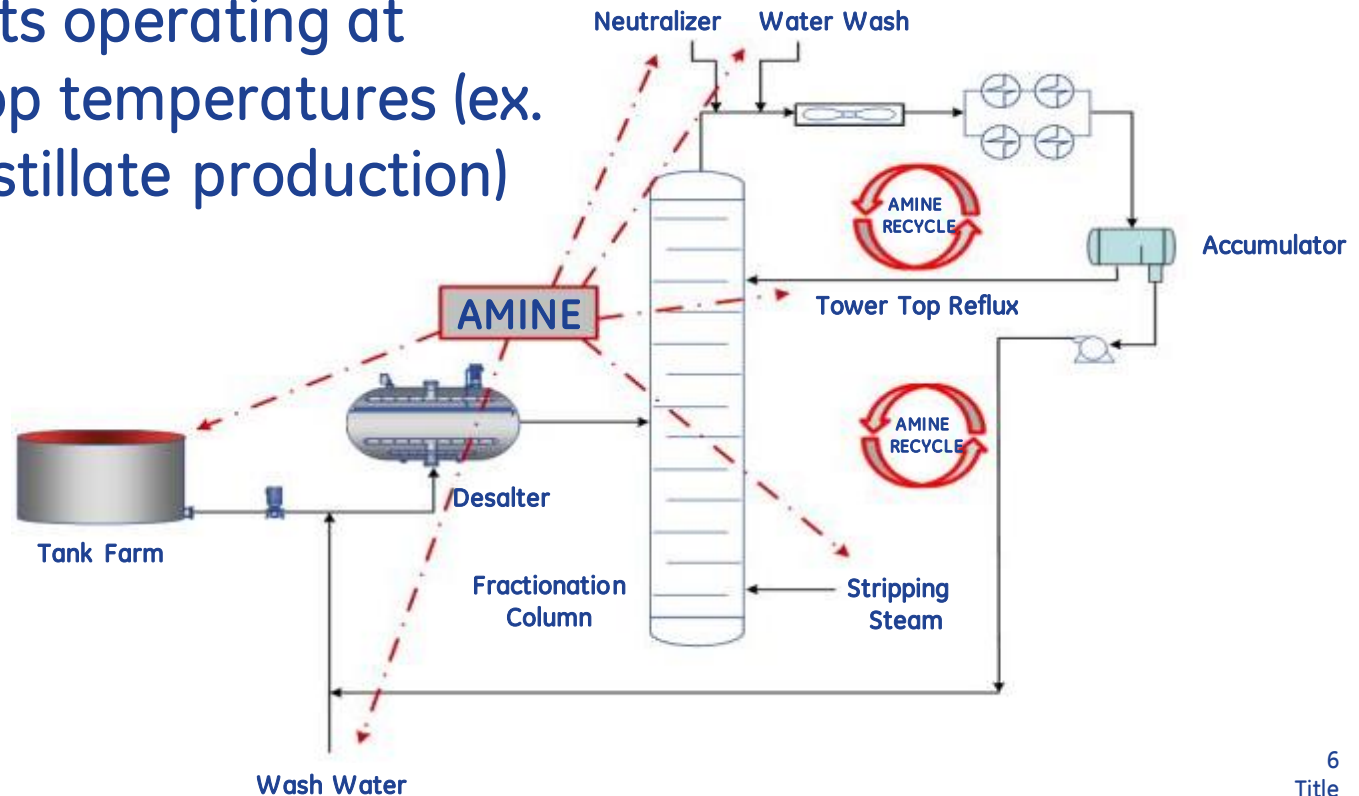 ts operating at
op temperatures (ex.
stillate production)
Neutralizer
Water Wash
AMINE
RECYCLE
Accumulator
Tower Top Reflux
AMINE
AMINE
RECYCLE
Desalter
Tank Farm
Fractionation
Column
Stripping
Steam
Wash Water
6
Title